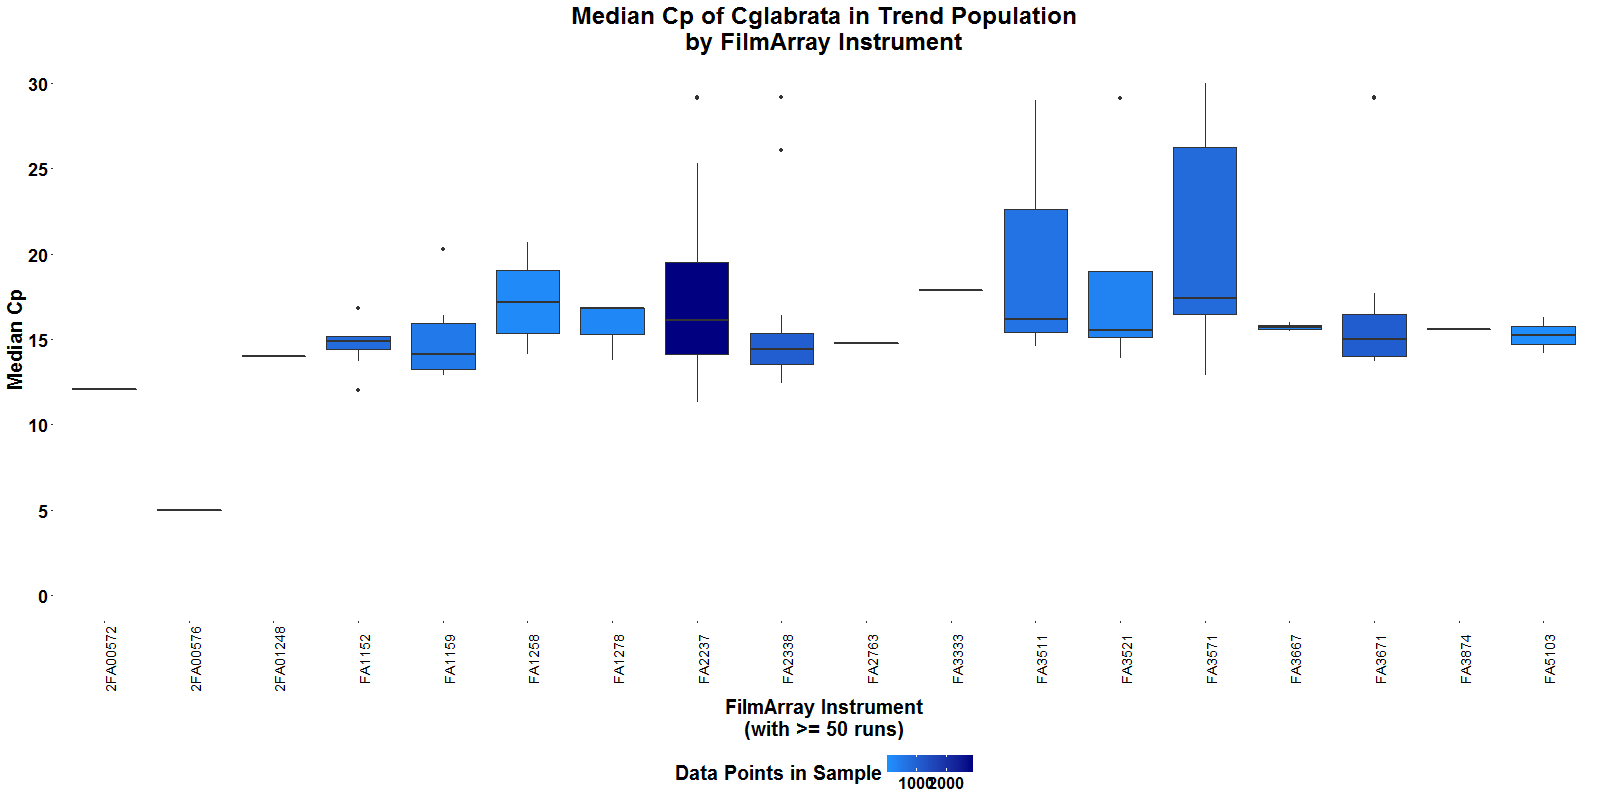 Median Cp of Cglabrata in Trend Population
by FilmArray Instrument
Median Cp
30
25
20
15
10
5
0
2FA00572
2FA00576
2FA01248
FA1152
FA1159
FA1258
FA1278
FA2237
FA2338
FA2763
FA3333
FA3511
FA3521
FA3571
FA3667
FA3671
FA3874
FA5103
FilmArray Instrument
(with >= 50 runs)
Data Points in Sample
1000 2000